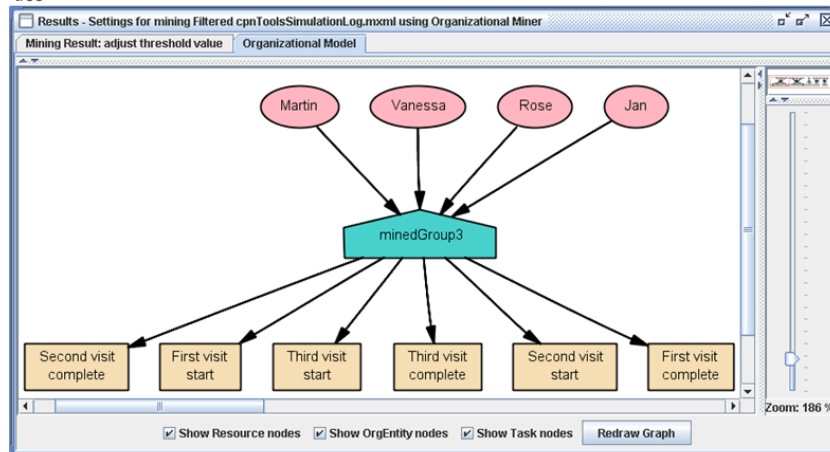 Results - Settings for mining Filtered cpnToolsSimulationLog.mxml using Organizational Miner
Mining Result: adjust threshold value Organizational Model
Martin Vanessa Rose Jan
minedGroup3
Second visit complete
First visit start
Third visit start
Third visit complete
Second visit start
First visit complete
Zoom: 186 %
Show Resource nodes Show OrgEntity nodes Show Task nodes Redraw Graph